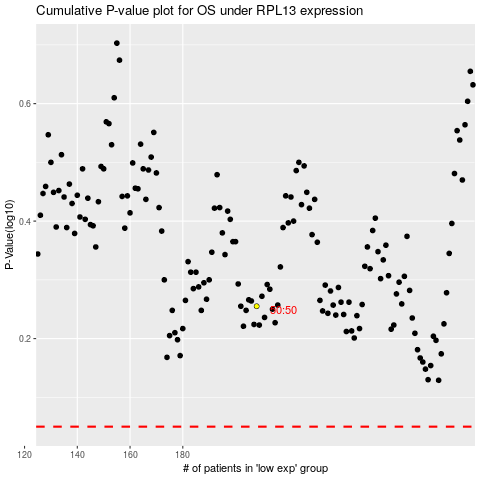 Cumulative P-value plot for OS under RPL13 expression
P-Value(log10)
0.6
0.4
0.2
50:50
120
140
160
180
# of patients in 'low exp' group